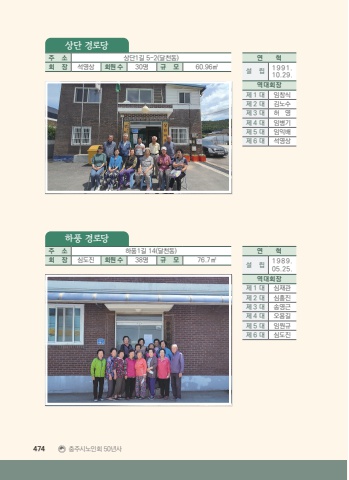 상단 경로당
주 소 상단1길 5-2(달천동)
회 장 석영상 회원수 30명 규 모 60.96㎡
연 혁
설 립 1991. 10.29.
역대회장
제1대 임창식
제2대 김노수
제3대 허 영
제4대 임병기
제5대 임익배
제6대 석영상
하풍 경로당
주 소 하풍1길 14(달천동)
회 장 심도진 회원수 38명 규 모 76.7㎡
연 혁
설 립 1989. 05.25.
역대회장
제1대 심재관
제2대 심흥진
제3대 송영근
제4대 오용길
제5대 임원규
제6대 심도진
474 충주시노인회 50년사